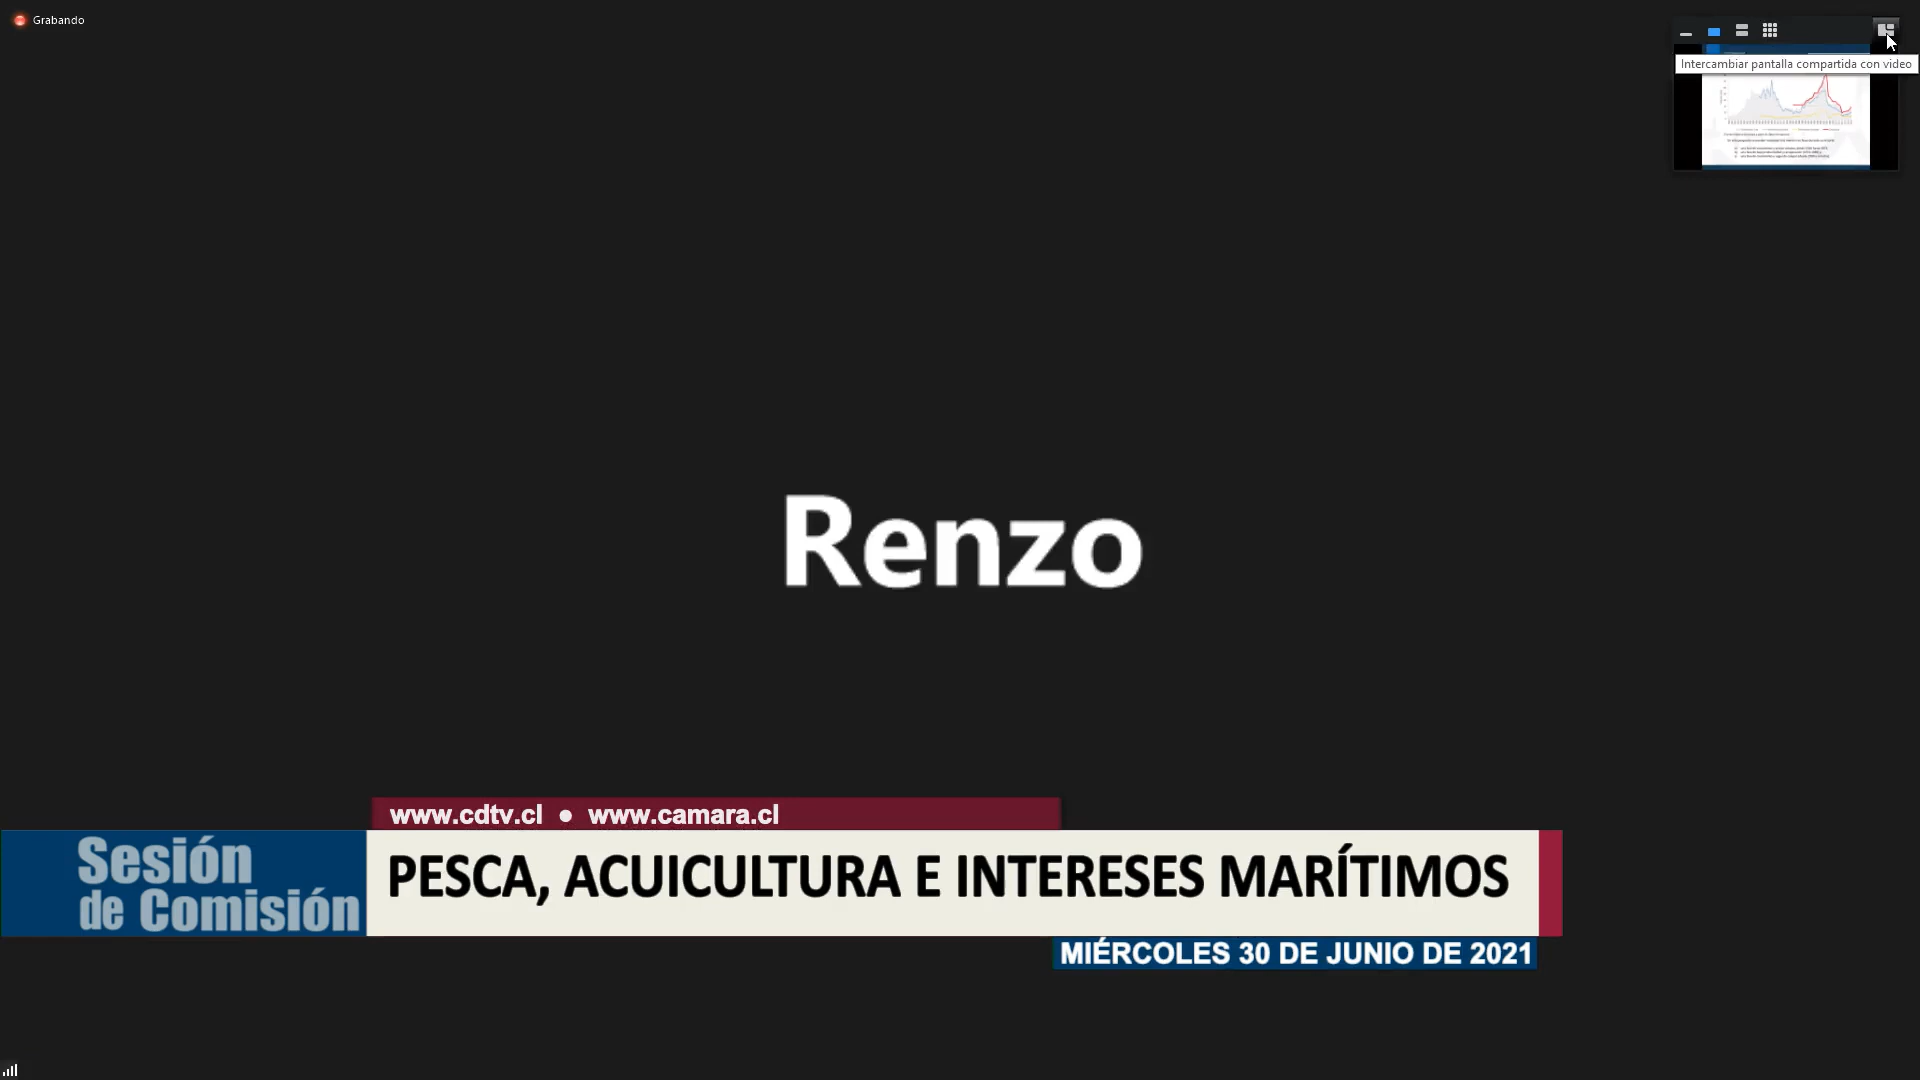 Grabando
Intercambiar pantalla compartida con video
Renzo
www.cdtv.cl ● www.camara.cl
Sesión
de Comisión
PESCA, ACUICULTURA E INTERESES MARÍTIMOS
MIÉRCOLES 30 DE JUNIO DE 2021